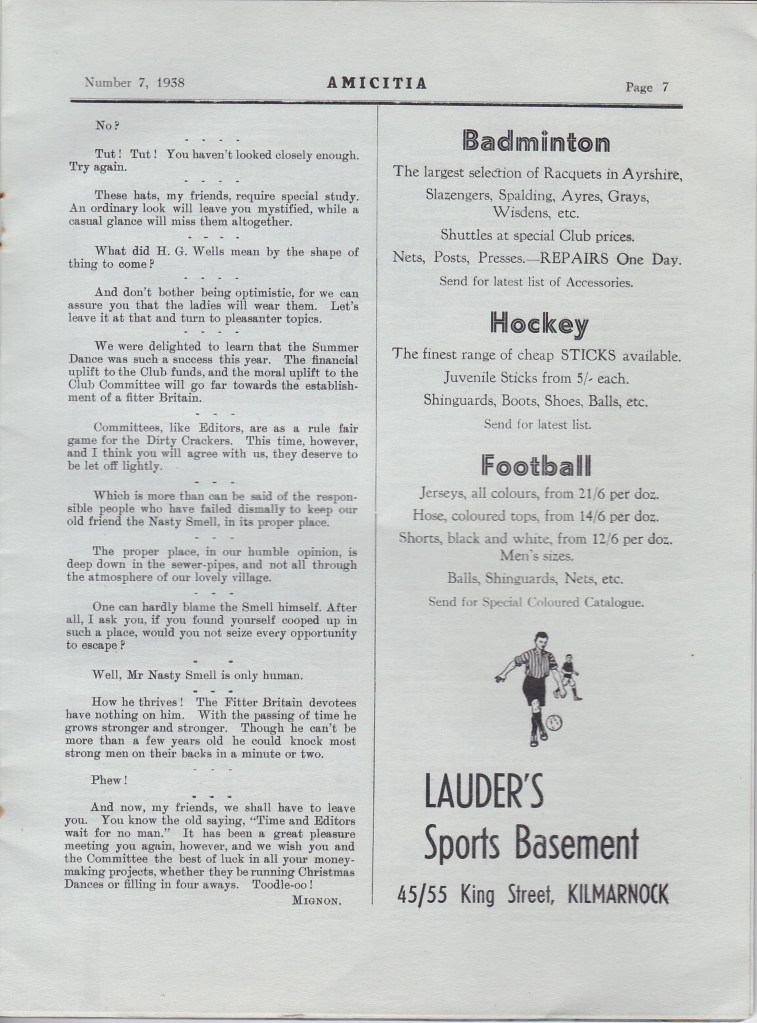 Number 7, 1938
AMICITIA
Page 7
No?
- - - -
Tut! Tut! You haven't looked closely enough.
Try again.
- - - -
These hats, my friends, require special study.
An ordinary look will leave you mystified, while a
casual glance will miss them altogether.
- - - -
What did H. G. Wells mean by the shape of
thing to come?
- - - -
And don't bother being optimistic, for we can
assure you that the ladies will wear them. Let's
leave it at that and turn to pleasanter topics.
- - - -
We were delighted to learn that the Summer
Dance was such a success this year. The financial
uplift to the Club funds, and the moral uplift to the
Club Committee will go far towards the establish-
ment of a fitter Britain.
- - -
Committees, like Editors, are as a rule fair
game for the Dirty Crackers. This time, however,
and I think you will agree with us, they deserve to
be let off lightly.
- - -
Which is more than can be said of the respon-
sible people who have failed dismally to keep our
old friend the Nasty Smell, in its proper place.
- - -
The proper place, in our humble opinion, is
deep down in the sewer-pipes, and not all through
the atmosphere of our lovely village.
- - -
One can hardly blame the Smell himself. After
all, I ask you, if you found yourself cooped up in
such a place, would you not seize every opportunity
to escape?
- -
Well, Mr Nasty Smell is only human.
- - -
How he thrives! The Fitter Britain devotees
have nothing on him. With the passing of time he
grows stronger and stronger. Though he can't be
more than a few years old he could knock most
strong men on their backs in a minute or two.
- - -
Phew!
- - -
And now, my friends, we shall have to leave
you. You know the old saying, "Time and Editors
wait for no man." It has been a great pleasure
meeting you again, however, and we wish you and
the Committee the best of luck in all your money-
making projects, whether they be running Christmas
Dances or filling in four aways. Toodle-oo!
MIGNON.
Badminton
The largest selection of Racquets in Ayrshire,
Slazengers, Spalding, Ayres, Grays,
Wisdens, etc.
Shuttles at special Club prices.
Nets, Posts, Presses.—REPAIRS One Day.
Send for latest list of Accessories.
Hockey
The finest range of cheap STICKS available.
Juvenile Sticks from 5/- each.
Shinguards, Boots, Shoes, Balls, etc.
Send for latest list.
Football
Jerseys, all colours, from 21/6 per doz.
Hose, coloured tops, from 14/6 per doz.
Shorts, black and white, from 12/6 per doz.
Men's sizes.
Balls, Shinguards, Nets, etc.
Send for Special Coloured Catalogue.
LAUDER'S
Sports Basement
45/55 King Street, KILMARNOCK